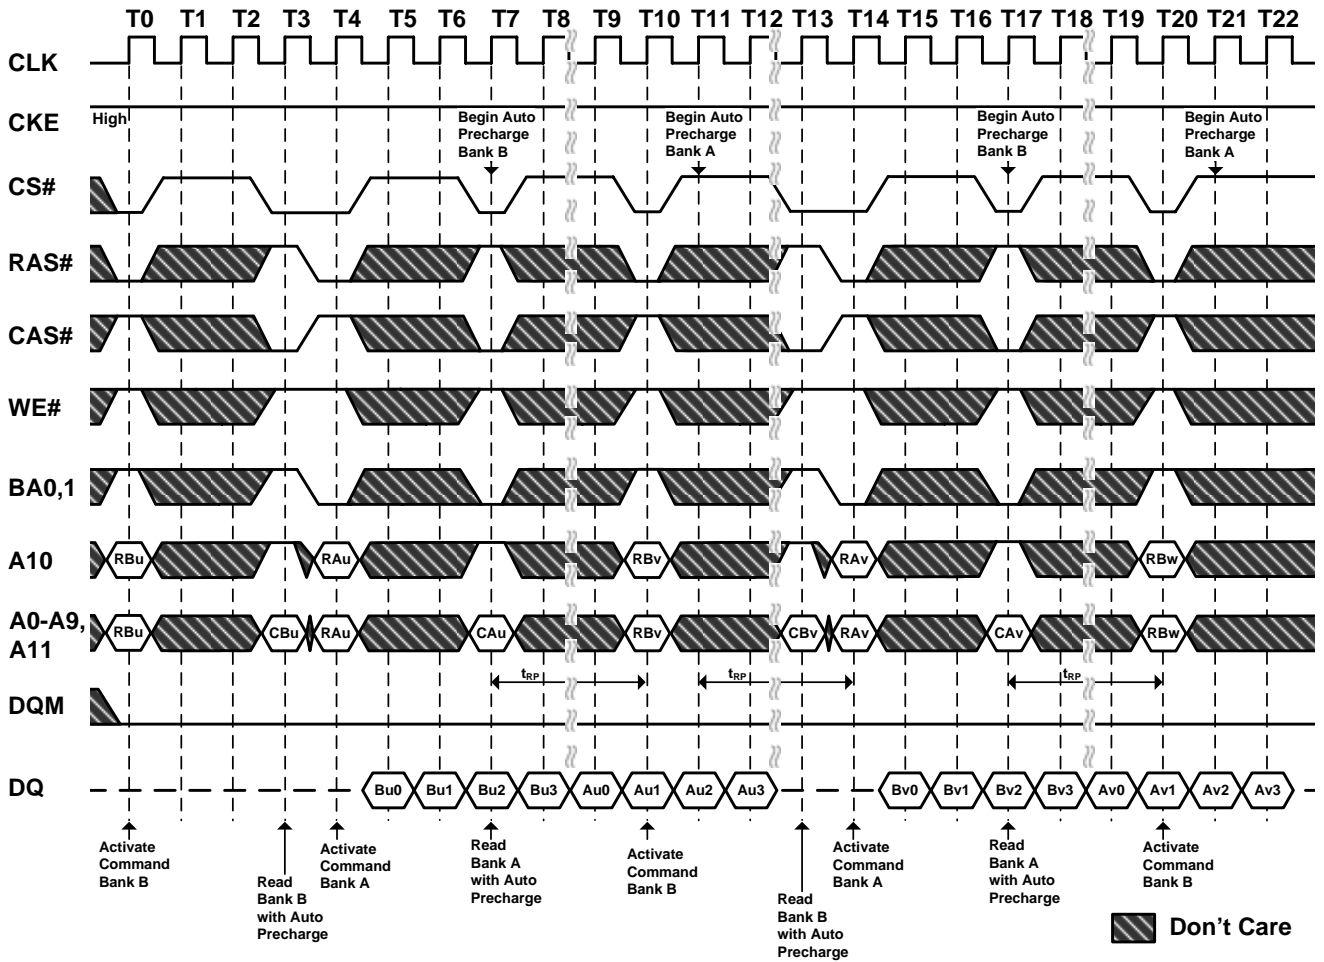 T0 T1 T2 T3 T4 T5 T6 T7 T8 T9 T10 T11 T12 T13 T14 T15 T16 T17 T18 T19 T20 T21 T22
CLK
CKE
High
Begin Auto
Precharge
Bank B
Begin Auto
Precharge
Bank A
Begin Auto
Precharge
Bank B
Begin Auto
Precharge
Bank A
CS#
RAS#
CAS#
WE#
BA0,1
A10
RBu RAu RBv RAv RBw
A0-A9,
A11
RBu CBu RAu CAu RBv CBv RAv CAv RBw
tRP tRP tRP
DQM
DQ
Bu0 Bu1 Bu2 Bu3 Au0 Au1 Au2 Au3 Bv0 Bv1 Bv2 Bv3 Av0 Av1 Av2 Av3
Activate
Command
Bank B
Read
Bank B
with Auto
Precharge
Activate
Command
Bank A
Read
Bank A
with Auto
Precharge
Activate
Command
Bank B
Read
Bank B
with Auto
Precharge
Activate
Command
Bank A
Read
Bank A
with Auto
Precharge
Activate
Command
Bank B
Don't Care